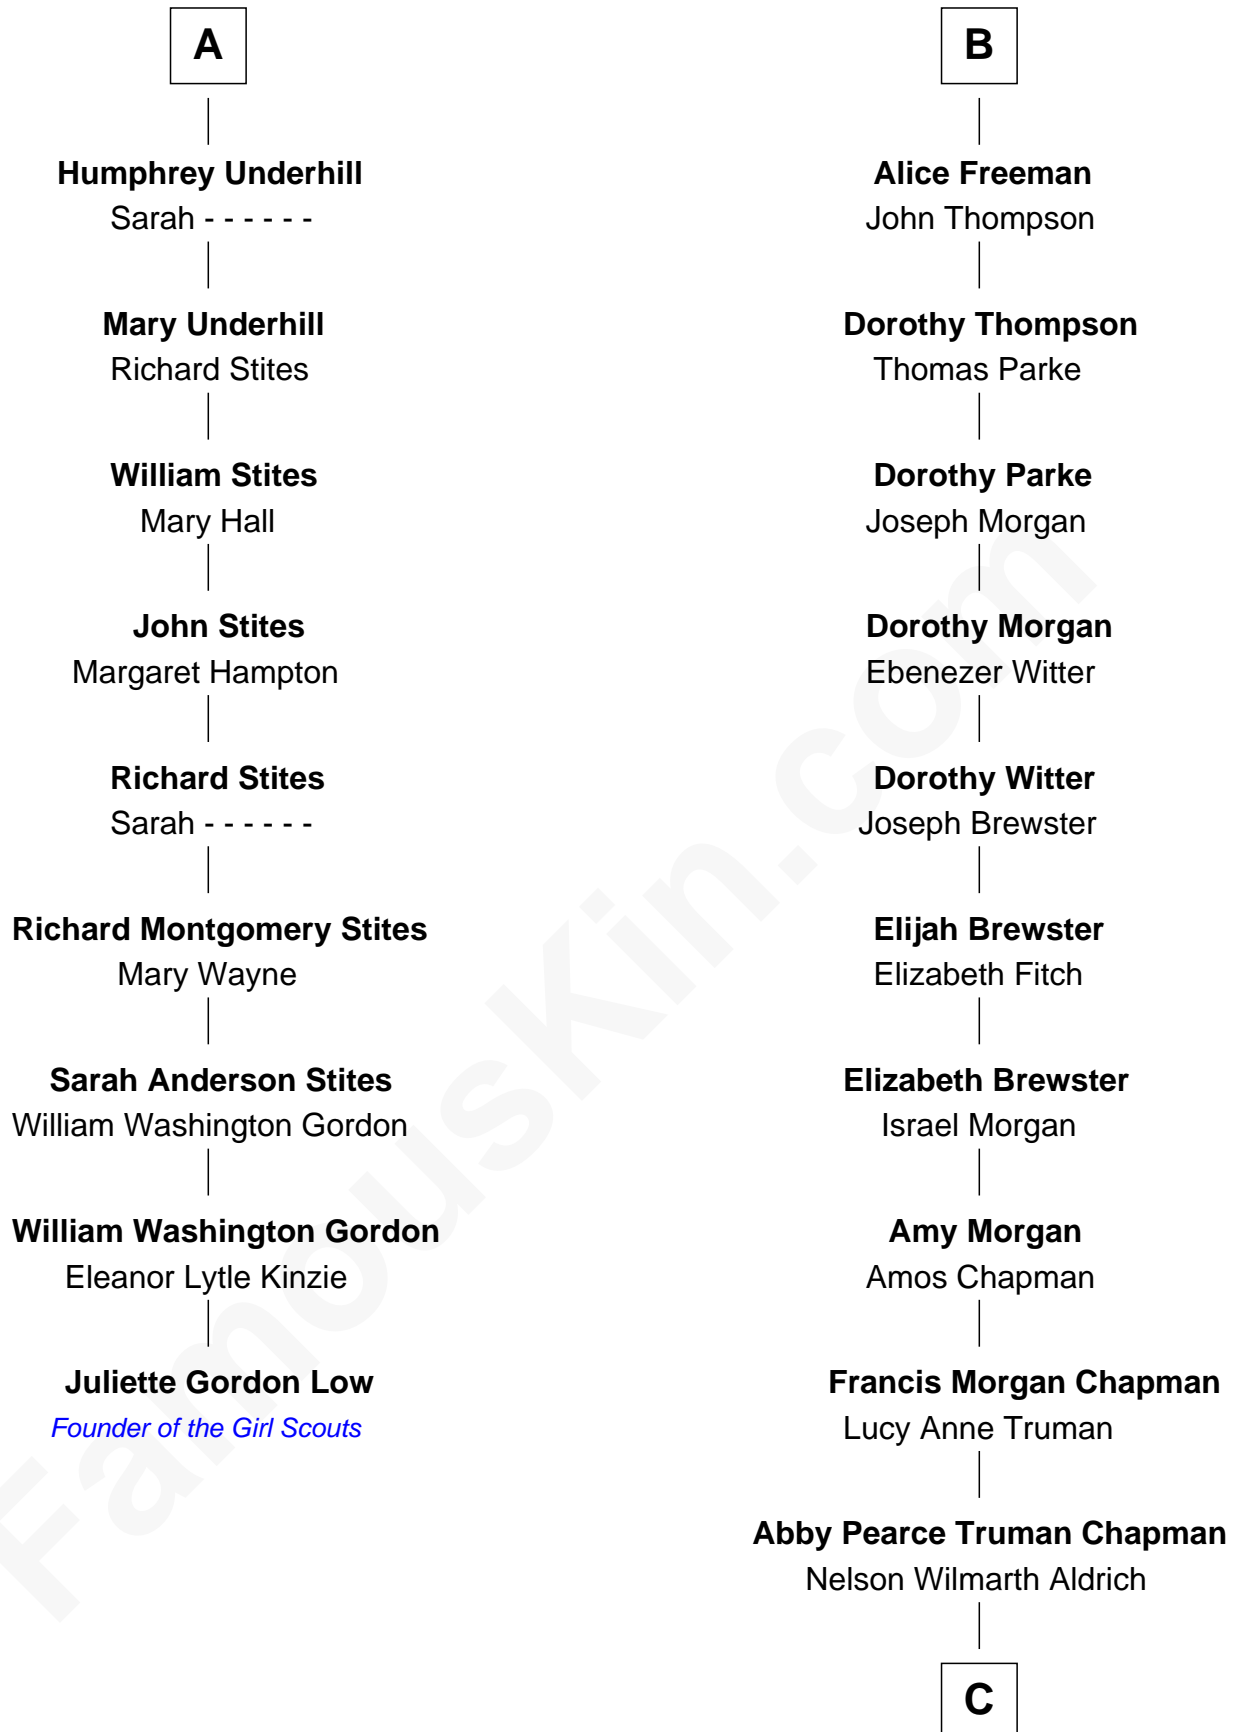 A
Humphrey Underhill
Sarah - - - - - -
Mary Underhill
Richard Stites
William Stites
Mary Hall
John Stites
Margaret Hampton
Richard Stites
Sarah - - - - - -
Richard Montgomery Stites
Mary Wayne
Sarah Anderson Stites
William Washington Gordon
William Washington Gordon
Eleanor Lytle Kinzie
Juliette Gordon Low
Founder of the Girl Scouts
B
Alice Freeman
John Thompson
Dorothy Thompson
Thomas Parke
Dorothy Parke
Joseph Morgan
Dorothy Morgan
Ebenezer Witter
Dorothy Witter
Joseph Brewster
Elijah Brewster
Elizabeth Fitch
Elizabeth Brewster
Israel Morgan
Amy Morgan
Amos Chapman
Francis Morgan Chapman
Lucy Anne Truman
Abby Pearce Truman Chapman
Nelson Wilmarth Aldrich
C
FamousKin.com